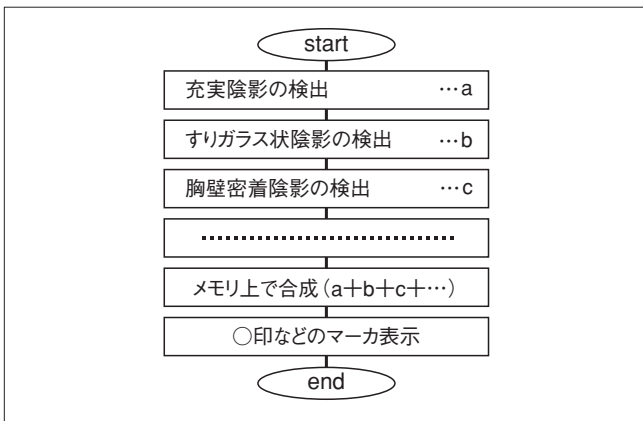 start
充実陰影の検出 …a
すりガラス状陰影の検出 …b
胸壁密着陰影の検出 …c
………………………………
メモリ上で合成（a＋b＋c＋…）
○印などのマーカ表示
end